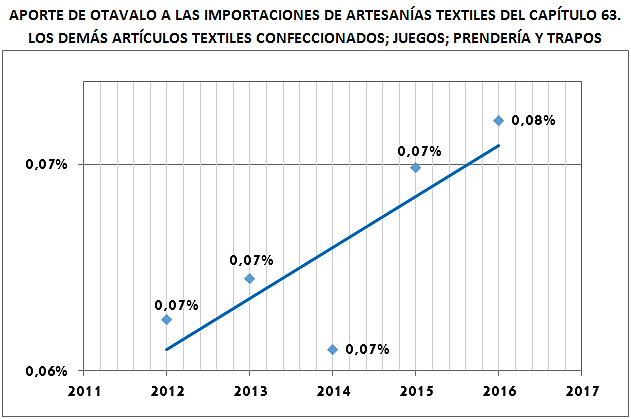 APORTE DE OTAVALO A LAS IMPORTACIONES DE ARTESANÍAS TEXTILES DEL CAPÍTULO 63.
LOS DEMÁS ARTÍCULOS TEXTILES CONFECCIONADOS; JUEGOS; PRENDERÍA Y TRAPOS
0,08%
0,07%
0,07%
0,07%
0,07%
0,07%
0,06%
2011 2012 2013 2014 2015 2016 2017